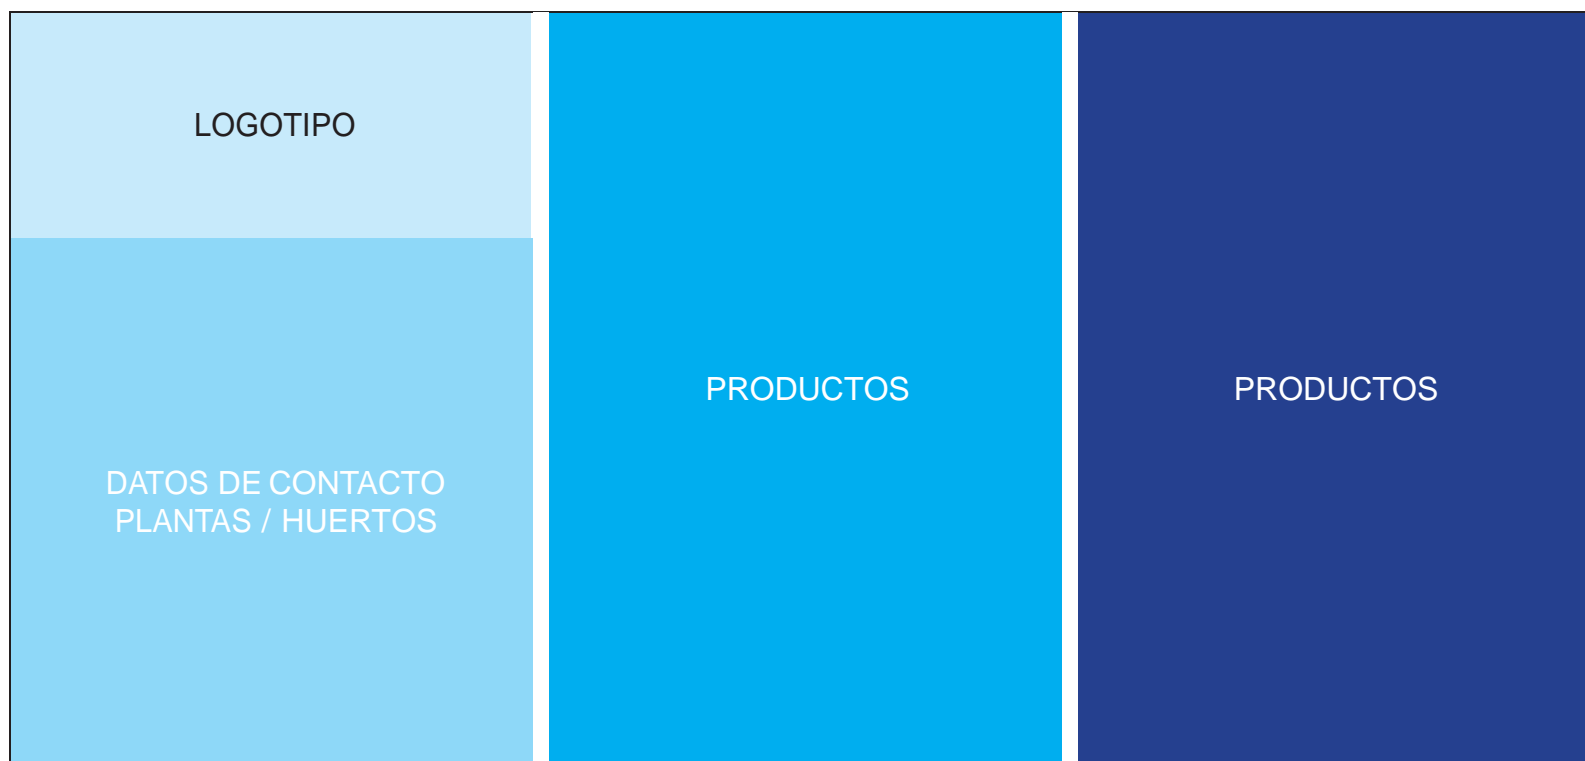 LOGOTIPO
DATOS DE CONTACTO
PLANTAS / HUERTOS
PRODUCTOS
PRODUCTOS